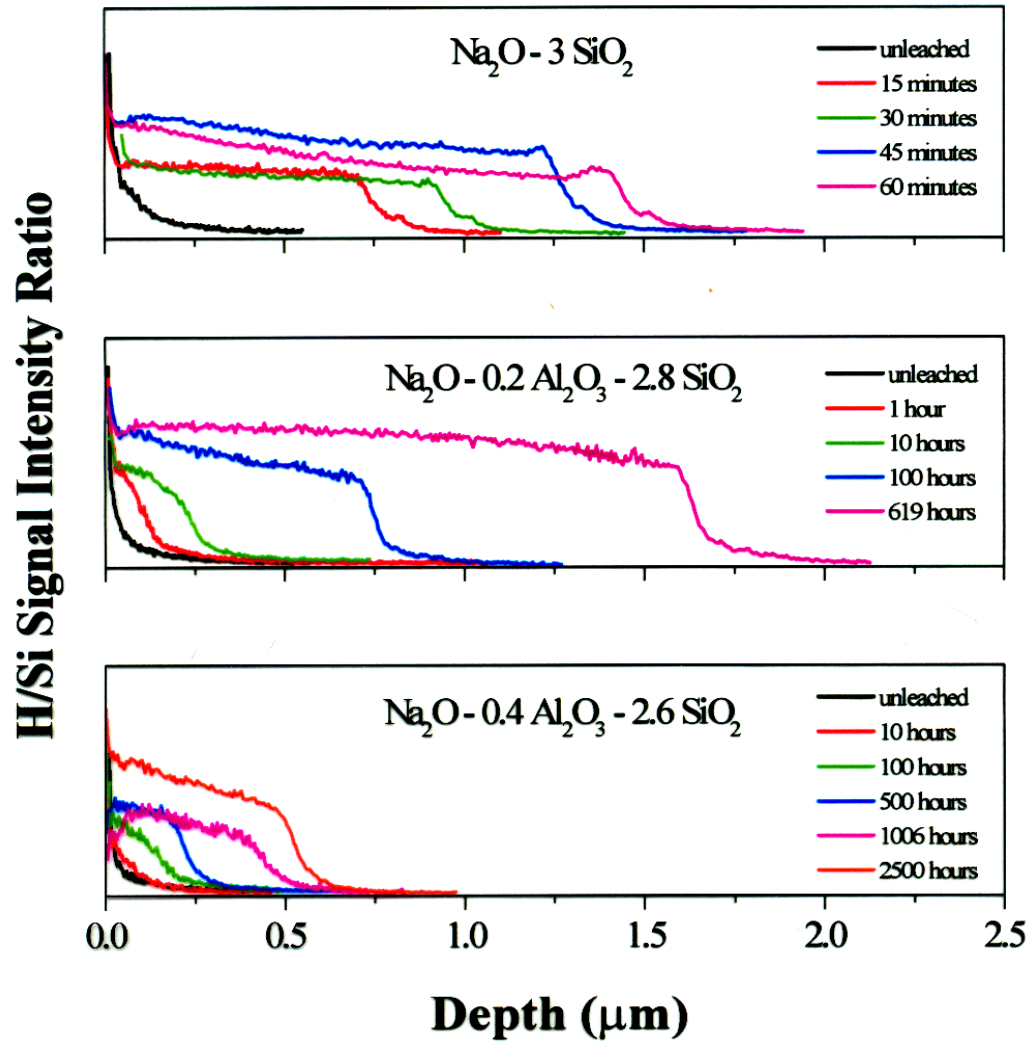 H/Si Signal Intensity Ratio
Na₂O - 3 SiO₂
unleached
15 minutes
30 minutes
45 minutes
60 minutes
Na₂O - 0.2 Al₂O₃ - 2.8 SiO₂
unleached
1 hour
10 hours
100 hours
619 hours
Na₂O - 0.4 Al₂O₃ - 2.6 SiO₂
unleached
10 hours
100 hours
500 hours
1006 hours
2500 hours
0.0 0.5 1.0 1.5 2.0 2.5
Depth (μm)